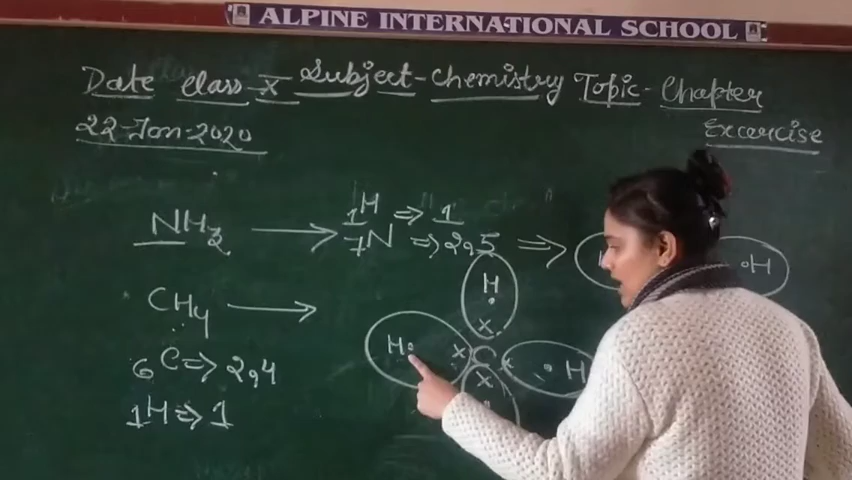 ALPINE INTERNATIONAL SCHOOL
Date Class-X Subject-Chemistry Topic-Chapter
22-Jan-2020 Excercise
NH3 → 1H ⇒ 1
7N ⇒ 2,5 ⇒ H
CH4 →
6C ⇒ 2,4
1H ⇒ 1
H
x
H x C x H
x